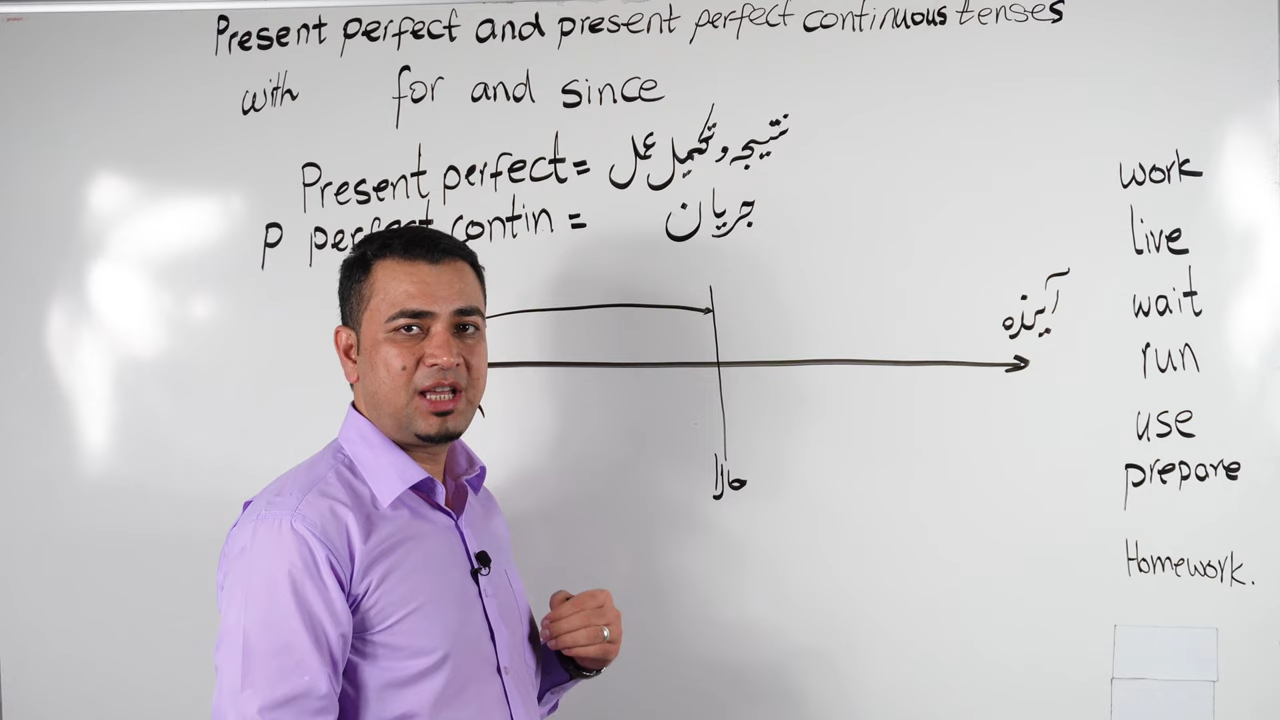 Present perfect and present perfect continuous tenses
with for and since
Present perfect = نتیجه و تکمیل عمل
P perfect contin = جریان
آینده
حالا
work
live
wait
run
use
prepare
Homework.